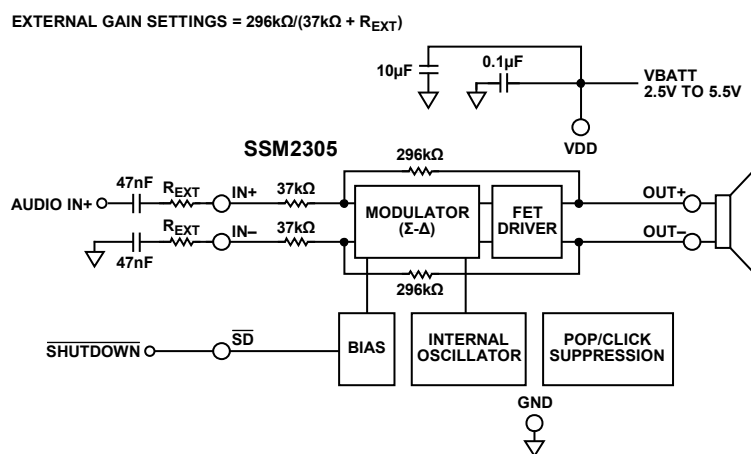 EXTERNAL GAIN SETTINGS = 296kΩ/(37kΩ + REXT)
10µF
0.1µF
VBATT
2.5V TO 5.5V
VDD
SSM2305
296kΩ
47nF
REXT
IN+
37kΩ
AUDIO IN+
MODULATOR
(Σ-Δ)
FET
DRIVER
OUT+
47nF
REXT
IN–
37kΩ
OUT–
296kΩ
SHUTDOWN
SD
BIAS
INTERNAL
OSCILLATOR
POP/CLICK
SUPPRESSION
GND